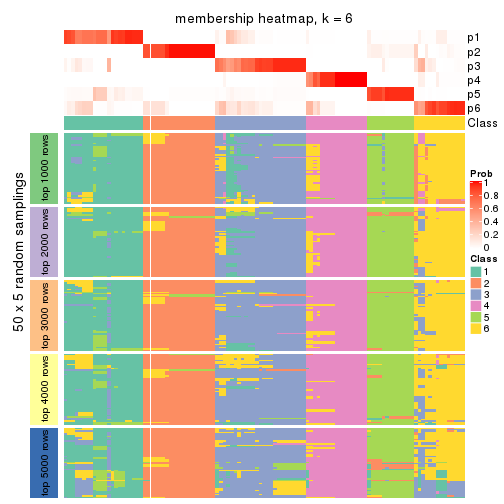 membership heatmap, k = 6
p1
p2
p3
p4
p5
p6
Class
50 x 5 random samplings
top 1000 rows
top 2000 rows
top 3000 rows
top 4000 rows
top 5000 rows
Prob
1
0.8
0.6
0.4
0.2
0
Class
1
2
3
4
5
6